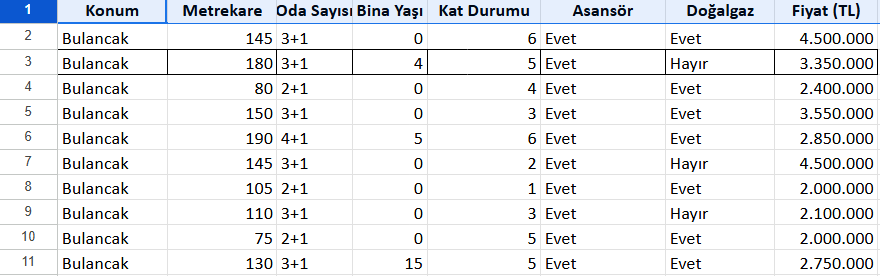 1 Konum Metrekare Oda Sayısı Bina Yaşı Kat Durumu Asansör Doğalgaz Fiyat (TL)
2 Bulancak 145 3+1 0 6 Evet Evet 4.500.000
3 Bulancak 180 3+1 4 5 Evet Hayır 3.350.000
4 Bulancak 80 2+1 0 4 Evet Evet 2.400.000
5 Bulancak 150 3+1 0 3 Evet Evet 3.550.000
6 Bulancak 190 4+1 5 6 Evet Evet 2.850.000
7 Bulancak 145 3+1 0 2 Evet Hayır 4.500.000
8 Bulancak 105 2+1 0 1 Evet Evet 2.000.000
9 Bulancak 110 3+1 0 3 Evet Hayır 2.100.000
10 Bulancak 75 2+1 0 5 Evet Evet 2.000.000
11 Bulancak 130 3+1 15 5 Evet Evet 2.750.000